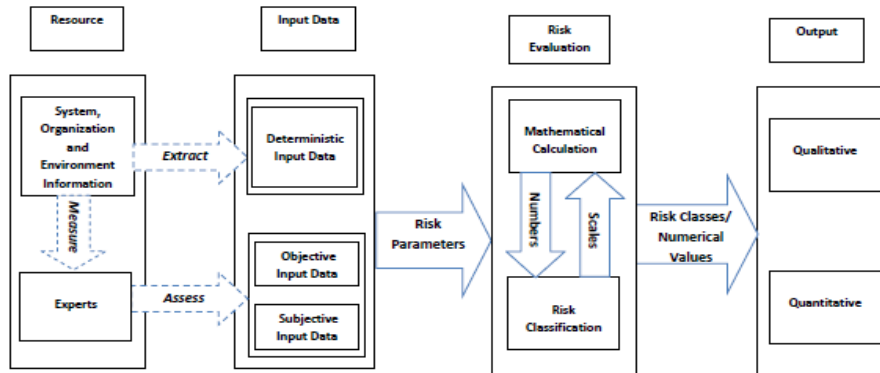 Resource
Input Data
Risk
Evaluation
Output
System,
Organization
and
Environment
Information
Extract
Deterministic
Input Data
Measure
Experts
Assess
Objective
Input Data
Subjective
Input Data
Risk
Parameters
Mathematical
Calculation
Numbers
Scales
Risk
Classification
Risk Classes/
Numerical
Values
Qualitative
Quantitative